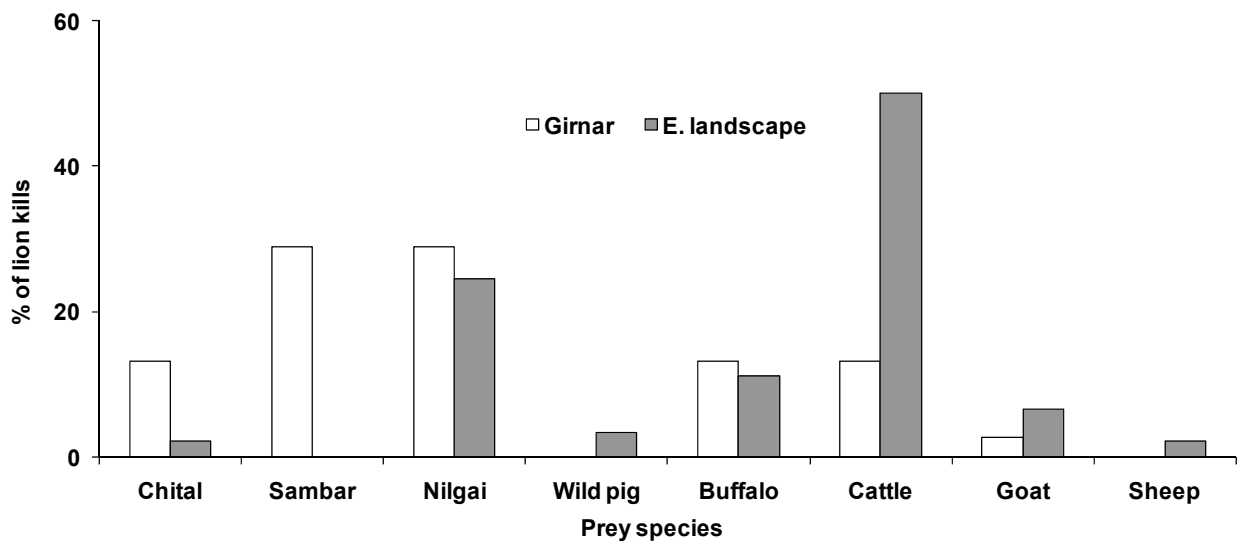 60
40
20
0
% of lion kills
Girnar
E. landscape
Chital
Sambar
Nilgai
Wild pig
Buffalo
Cattle
Goat
Sheep
Prey species